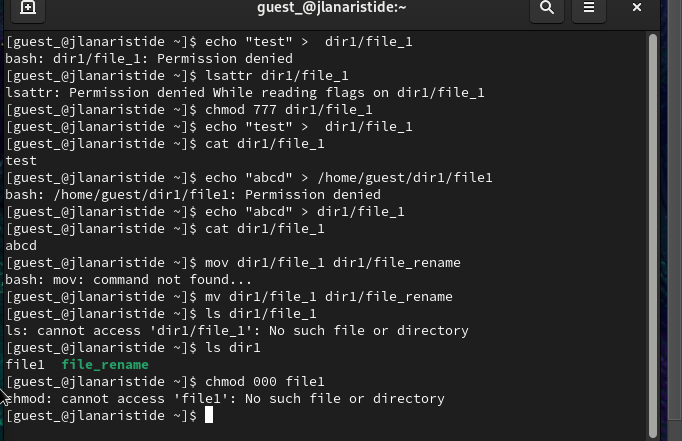 guest_@jlanaristide:~
[guest_@jlanaristide ~]$ echo "test" >  dir1/file_1
bash: dir1/file_1: Permission denied
[guest_@jlanaristide ~]$ lsattr dir1/file_1
lsattr: Permission denied While reading flags on dir1/file_1
[guest_@jlanaristide ~]$ chmod 777 dir1/file_1
[guest_@jlanaristide ~]$ echo "test" >  dir1/file_1
[guest_@jlanaristide ~]$ cat dir1/file_1
test
[guest_@jlanaristide ~]$ echo "abcd" > /home/guest/dir1/file1
bash: /home/guest/dir1/file1: Permission denied
[guest_@jlanaristide ~]$ echo "abcd" > dir1/file_1
[guest_@jlanaristide ~]$ cat dir1/file_1
abcd
[guest_@jlanaristide ~]$ mov dir1/file_1 dir1/file_rename
bash: mov: command not found...
[guest_@jlanaristide ~]$ mv dir1/file_1 dir1/file_rename
[guest_@jlanaristide ~]$ ls dir1/file_1
ls: cannot access 'dir1/file_1': No such file or directory
[guest_@jlanaristide ~]$ ls dir1
file1  file_rename
[guest_@jlanaristide ~]$ chmod 000 file1
chmod: cannot access 'file1': No such file or directory
[guest_@jlanaristide ~]$